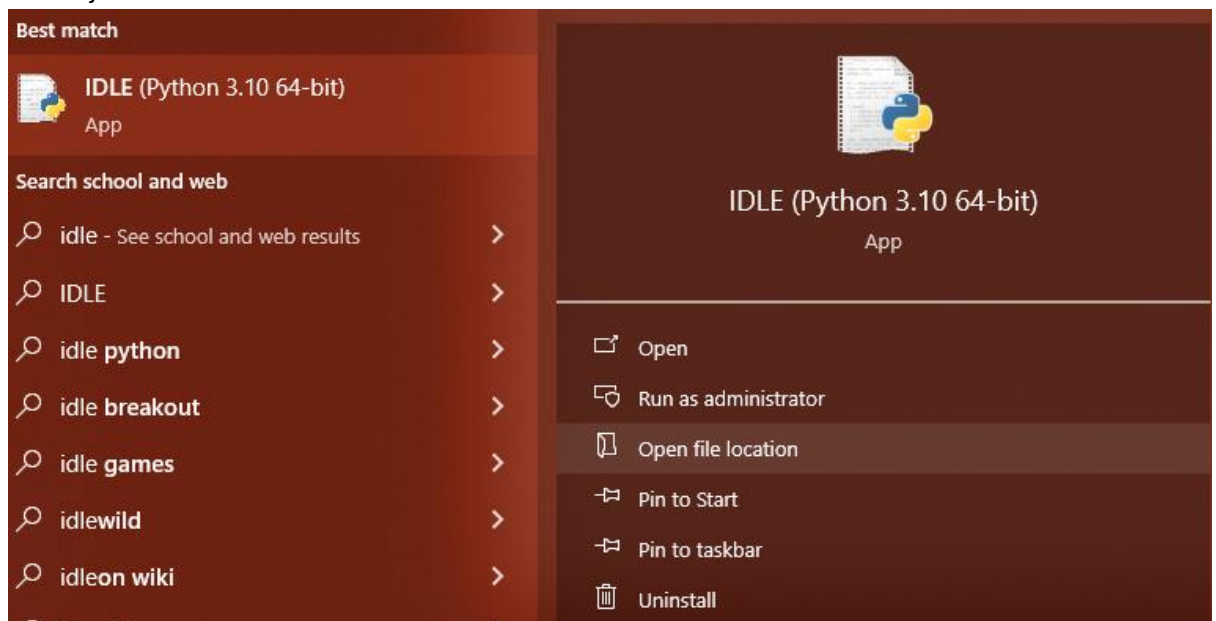 Best match
IDLE (Python 3.10 64-bit)
App
Search school and web
idle - See school and web results
IDLE
idle python
idle breakout
idle games
idlewild
idleon wiki
IDLE (Python 3.10 64-bit)
App
Open
Run as administrator
Open file location
Pin to Start
Pin to taskbar
Uninstall